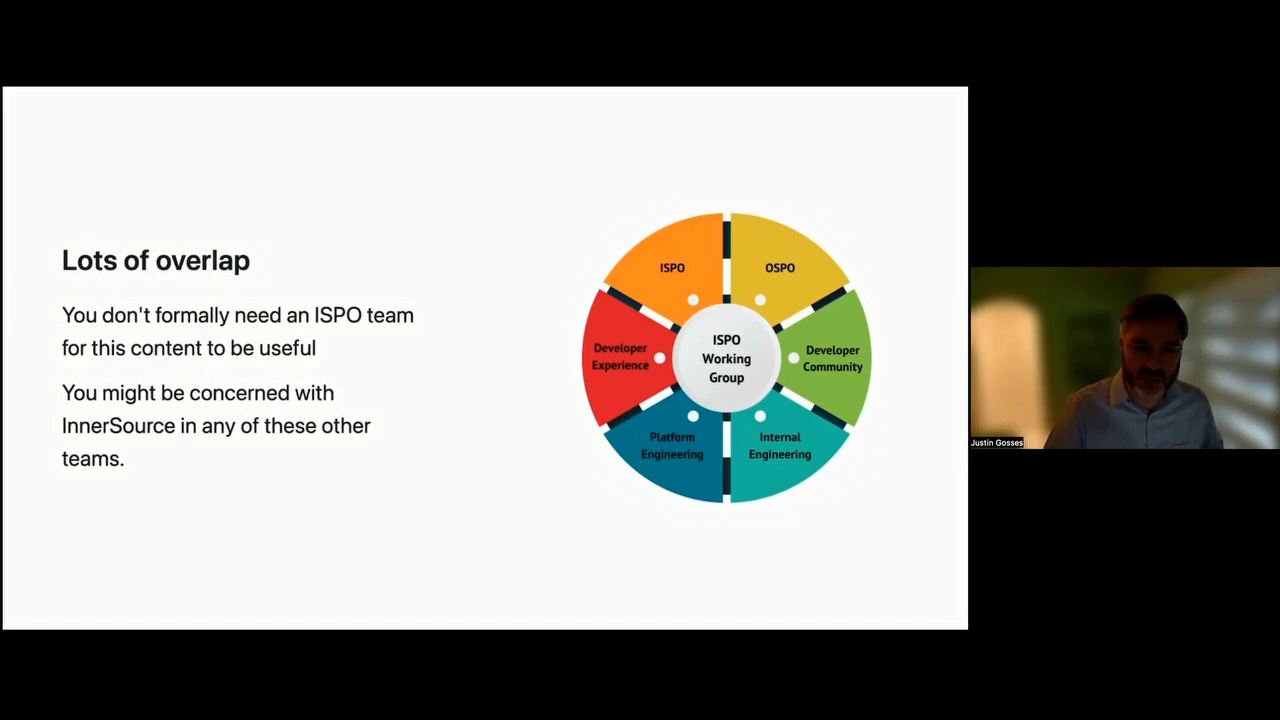 Lots of overlap
You don't formally need an ISPO team
for this content to be useful
You might be concerned with
InnerSource in any of these other
teams.
ISPO
OSPO
Developer
Experience
ISPO
Working
Group
Developer
Community
Platform
Engineering
Internal
Engineering
Justin Gosses